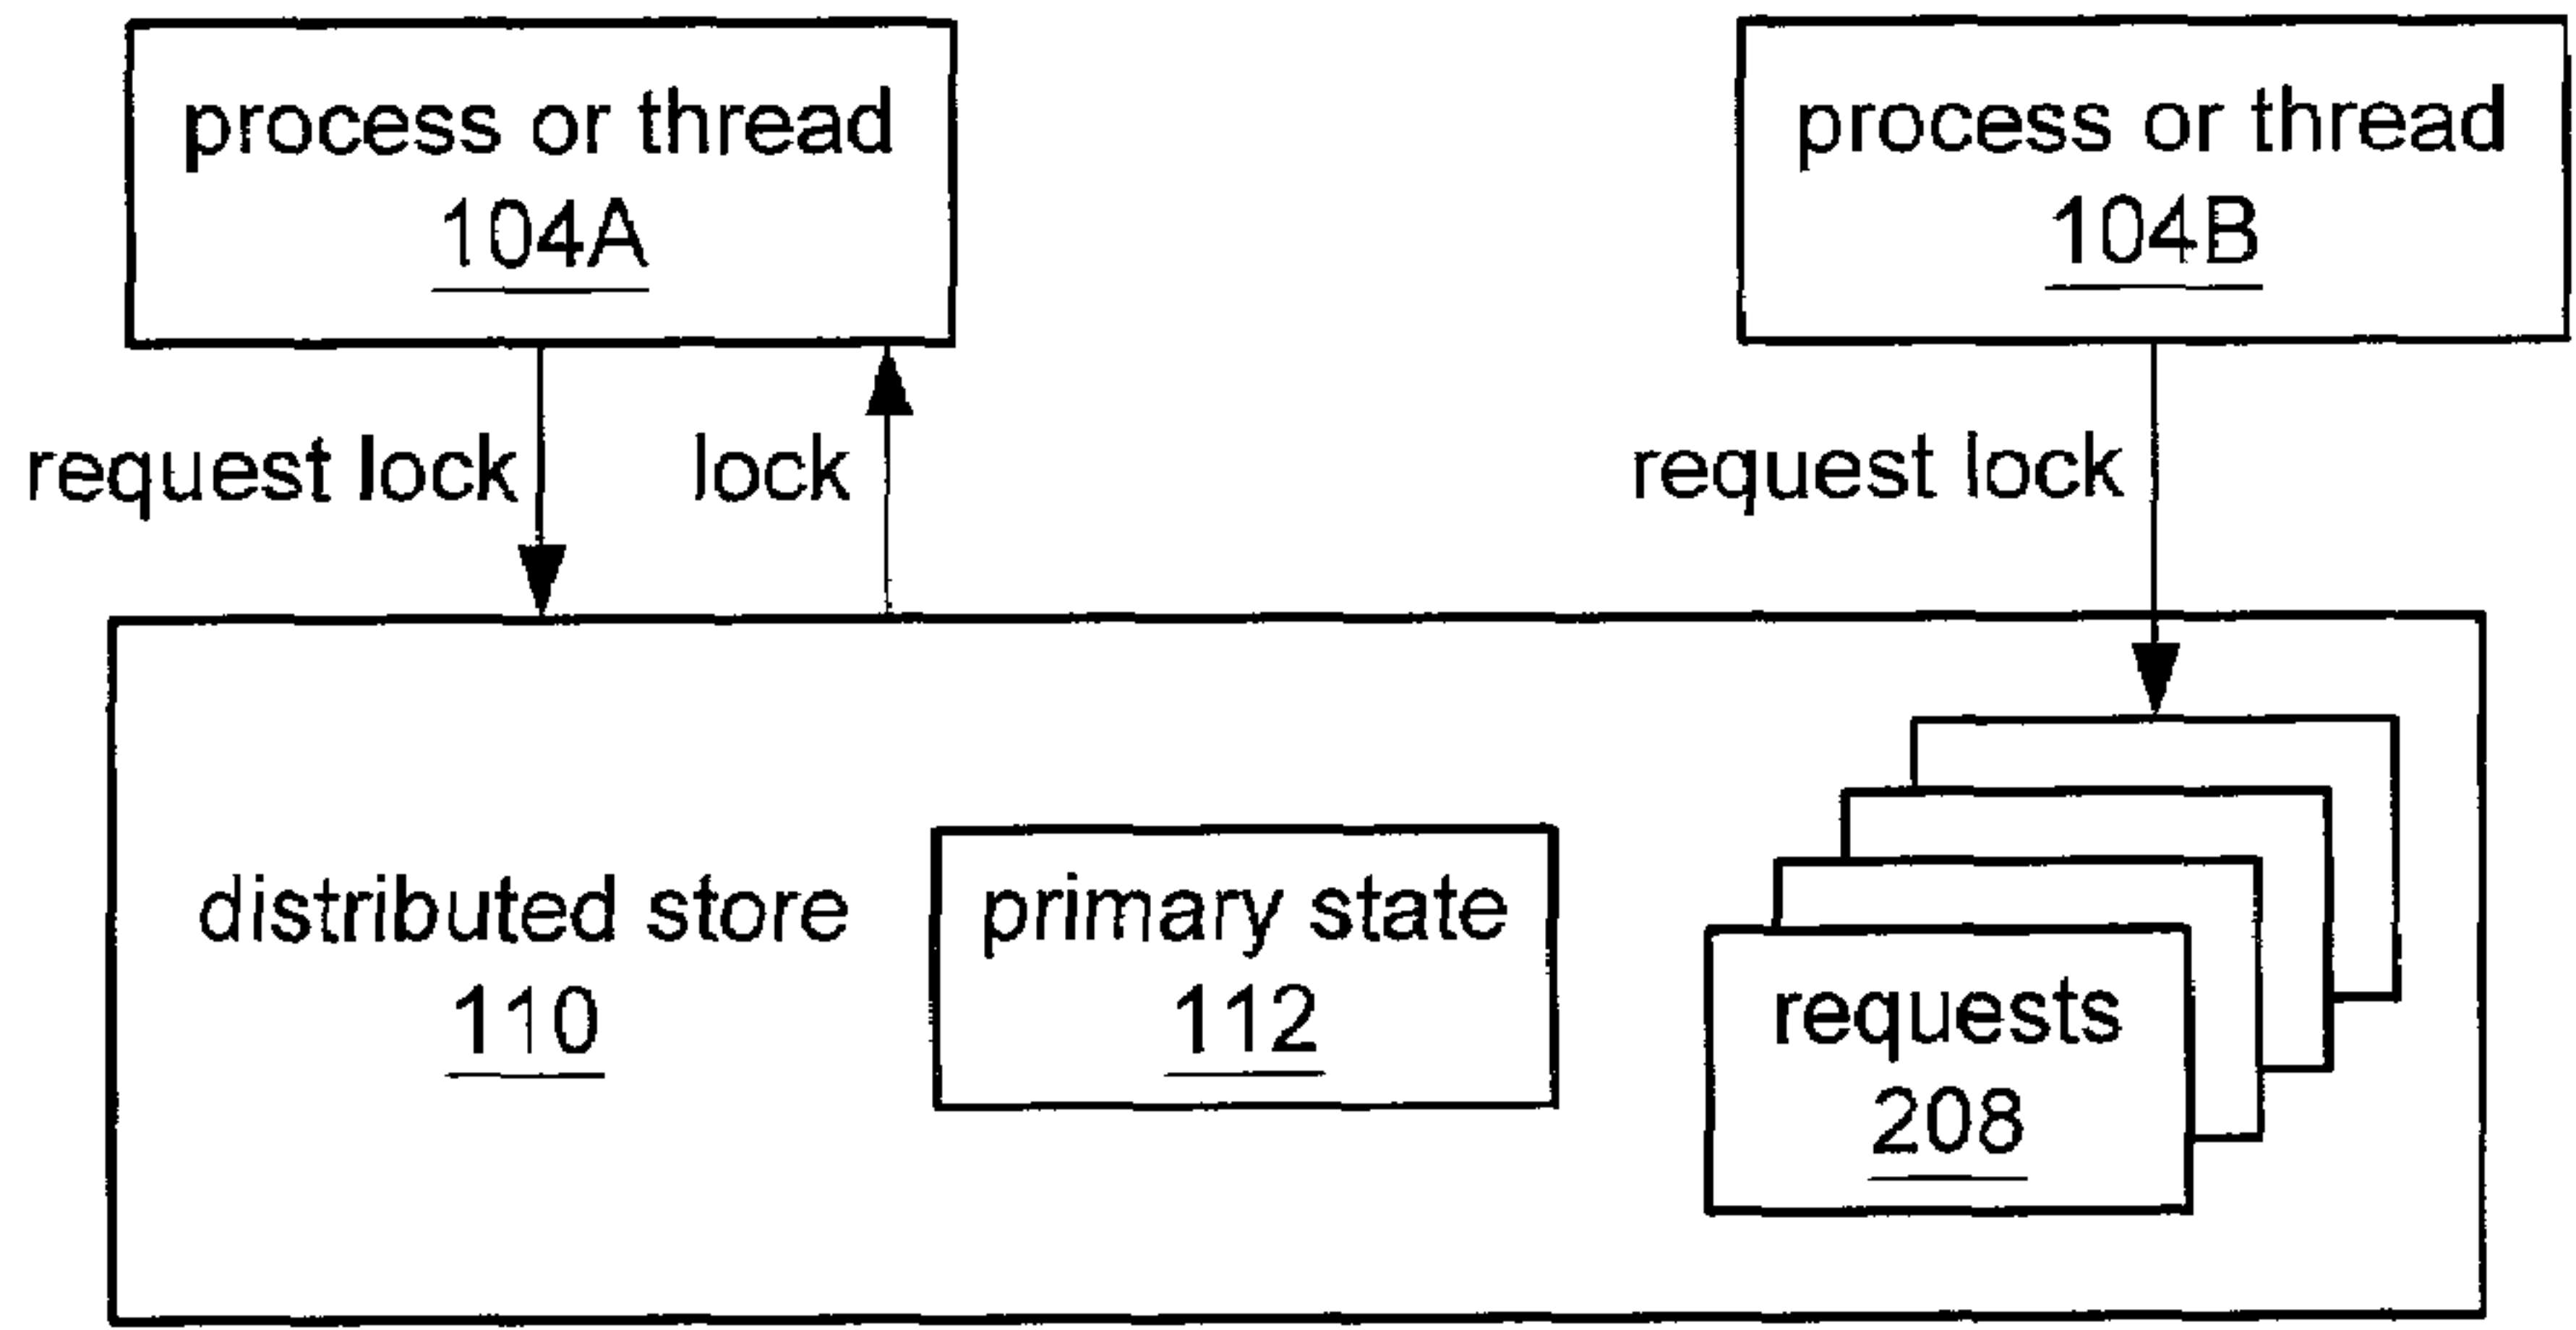 process or thread
104A
process or thread
104B
request lock
lock
request lock
distributed store
110
primary state
112
requests
208